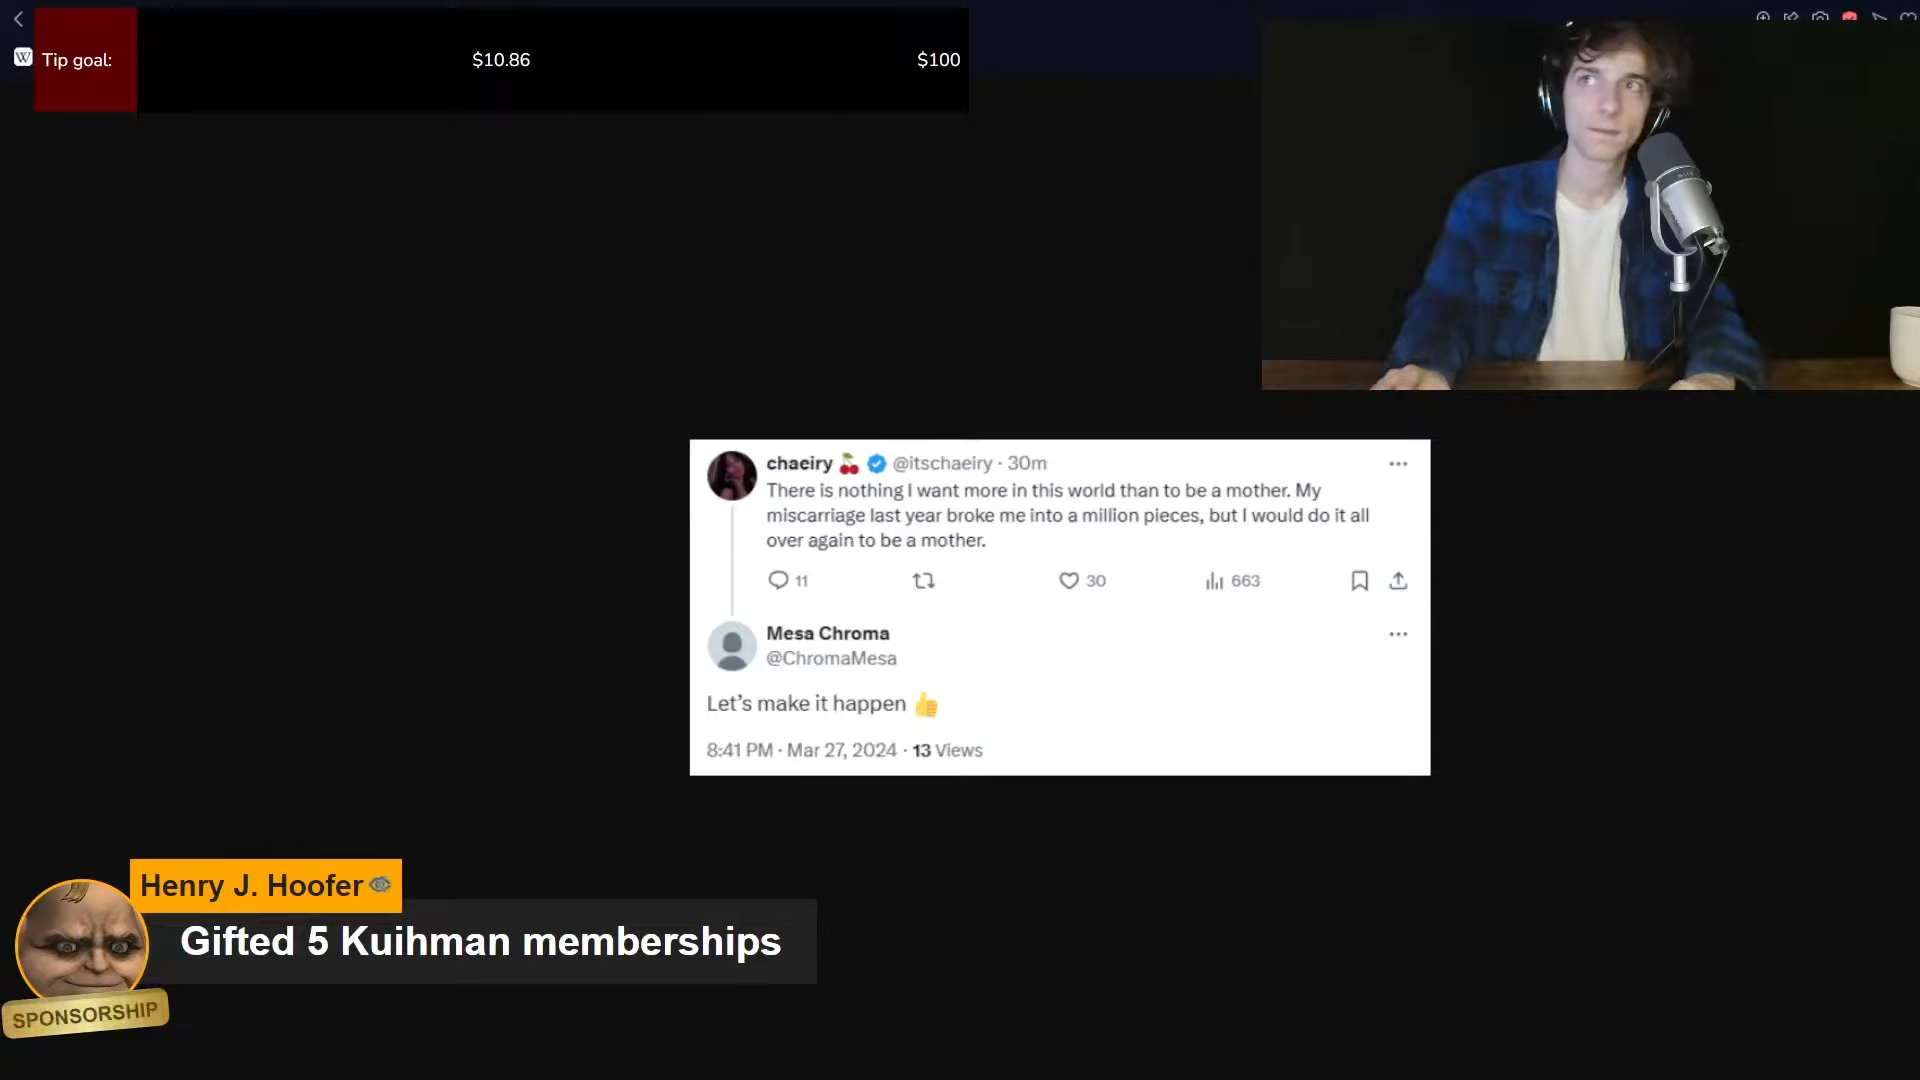 W
Tip goal:
$10.86
$100
chaeiry 🍒 @itschaeiry · 30m
There is nothing I want more in this world than to be a mother. My
miscarriage last year broke me into a million pieces, but I would do it all
over again to be a mother.
11
30
663
Mesa Chroma
@ChromaMesa
Let’s make it happen 👍
8:41 PM · Mar 27, 2024 · 13 Views
Henry J. Hoofer
Gifted 5 Kuihman memberships
SPONSORSHIP